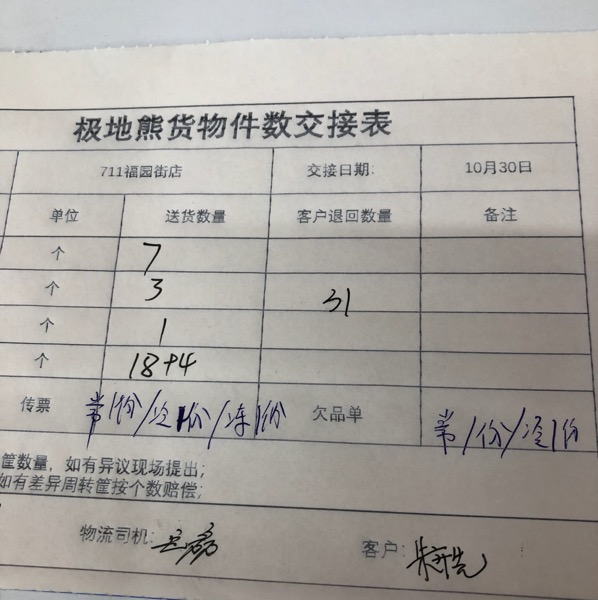 极地熊货物件数交接表
711福园街店 交接日期: 10月30日
单位 送货数量 客户退回数量 备注
个 7
个 3 31
个 1
个 18+4
传票 常1份/冷1份/冻1份 欠品单 常1份/冷1份
筐数量，如有异议现场提出；
如有差异周转筐按个数赔偿；
物流司机: 客户: